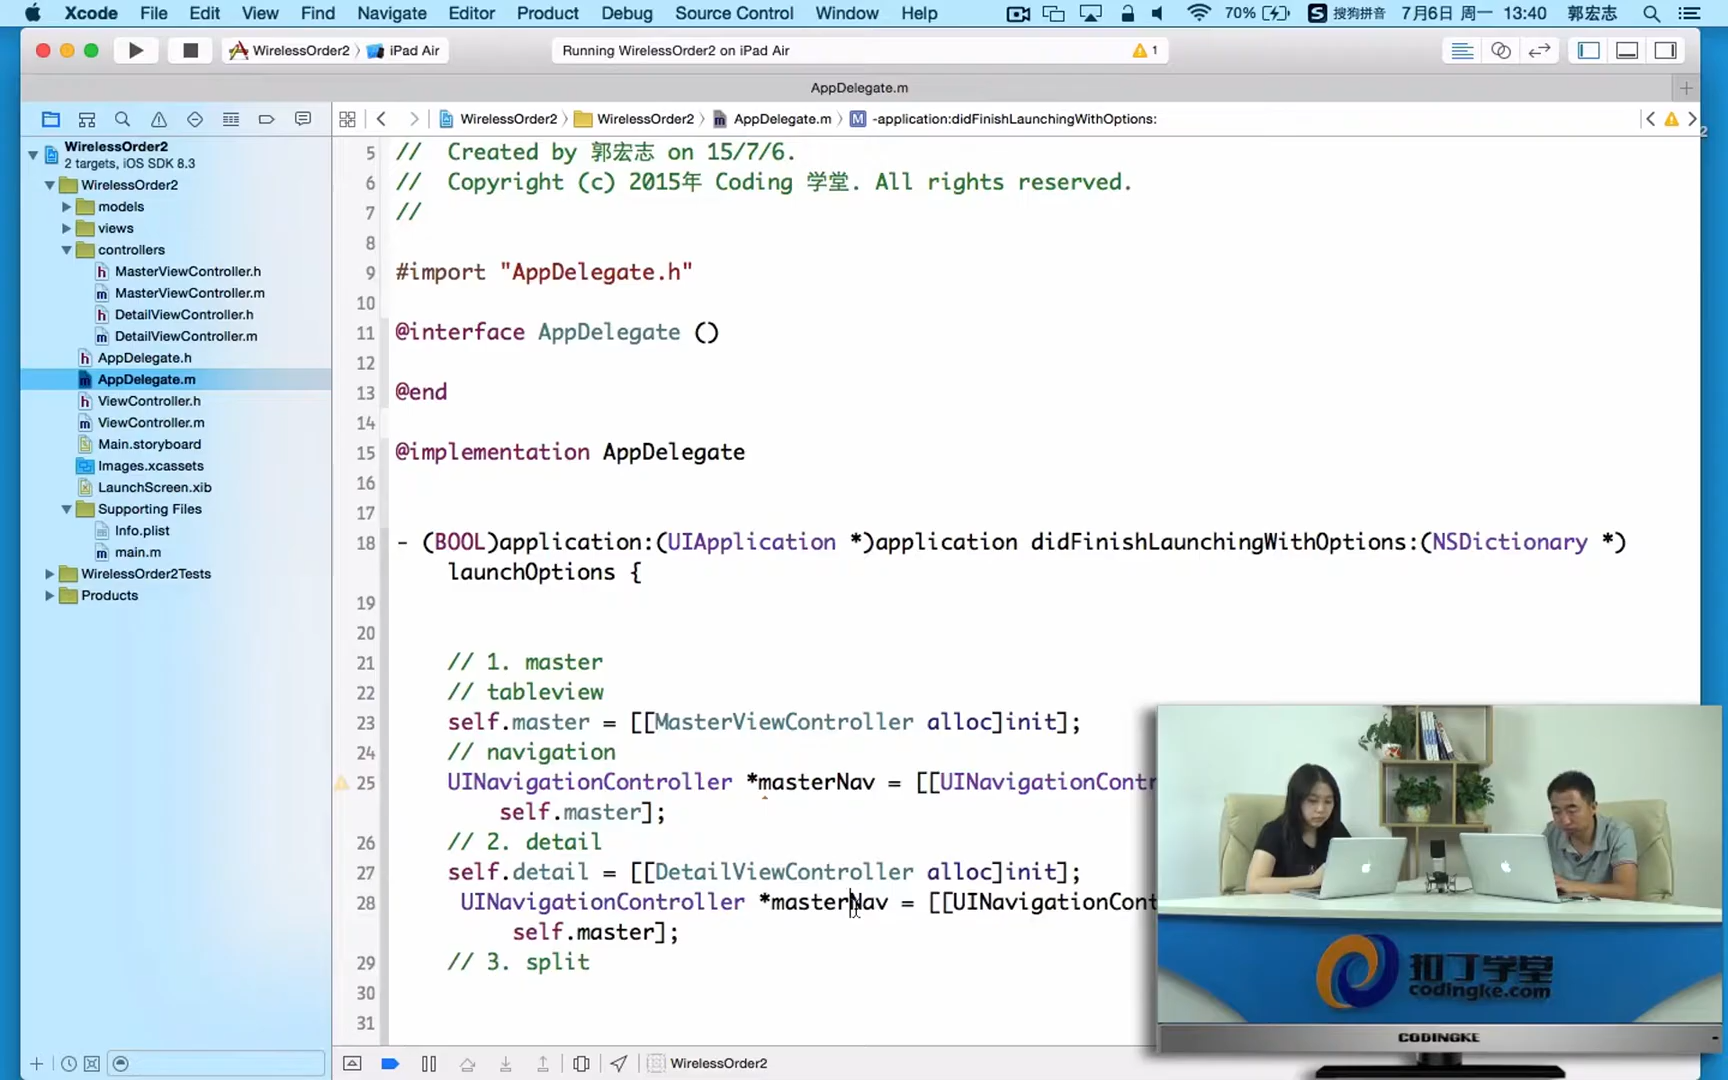 Xcode File Edit View Find Navigate Editor Product Debug Source Control Window Help 70% 搜狗拼音 7月6日 周一 13:40 郭宏志
WirelessOrder2 iPad Air Running WirelessOrder2 on iPad Air 1
AppDelegate.m
WirelessOrder2 WirelessOrder2 AppDelegate.m -application:didFinishLaunchingWithOptions:
WirelessOrder2
2 targets, iOS SDK 8.3
WirelessOrder2
models
views
controllers
MasterViewController.h
MasterViewController.m
DetailViewController.h
DetailViewController.m
AppDelegate.h
AppDelegate.m
ViewController.h
ViewController.m
Main.storyboard
Images.xcassets
LaunchScreen.xib
Supporting Files
Info.plist
main.m
WirelessOrder2Tests
Products
5 //  Created by 郭宏志 on 15/7/6.
6 //  Copyright (c) 2015年 Coding 学堂. All rights reserved.
7 //
8
9 #import "AppDelegate.h"
10
11 @interface AppDelegate ()
12
13 @end
14
15 @implementation AppDelegate
16
17
18 - (BOOL)application:(UIApplication *)application didFinishLaunchingWithOptions:(NSDictionary *)
launchOptions {
19
20
21 // 1. master
22 // tableview
23 self.master = [[MasterViewController alloc]init];
24 // navigation
25 UINavigationController *masterNav = [[UINavigationContr
self.master];
26 // 2. detail
27 self.detail = [[DetailViewController alloc]init];
28 UINavigationController *masterNav = [[UINavigationCont
self.master];
29 // 3. split
30
31
WirelessOrder2
扣丁学堂
codingke.com
CODINGKE